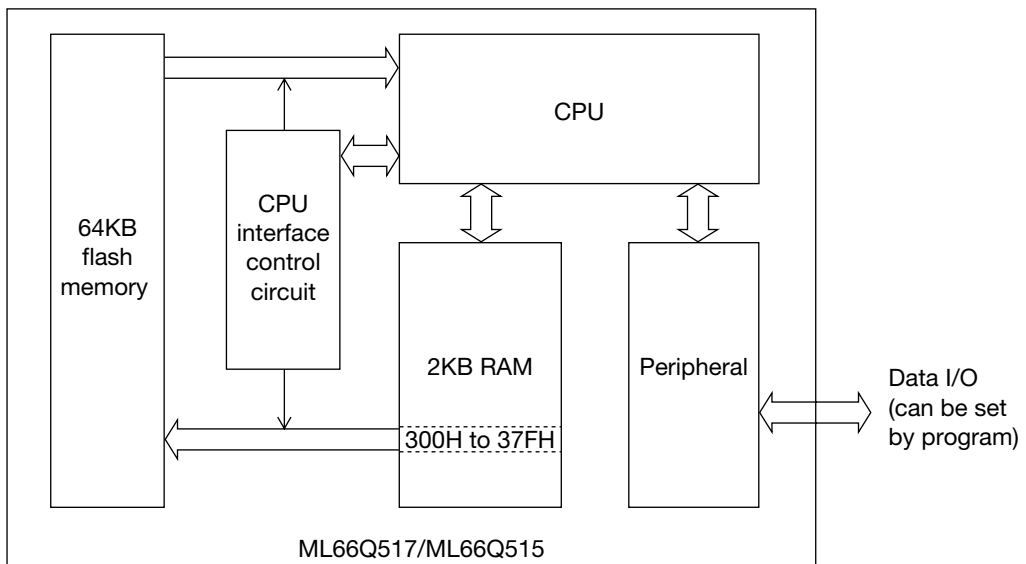 64KB
flash
memory
CPU
interface
control
circuit
CPU
2KB RAM
300H to 37FH
Peripheral
Data I/O
(can be set
by program)
ML66Q517/ML66Q515